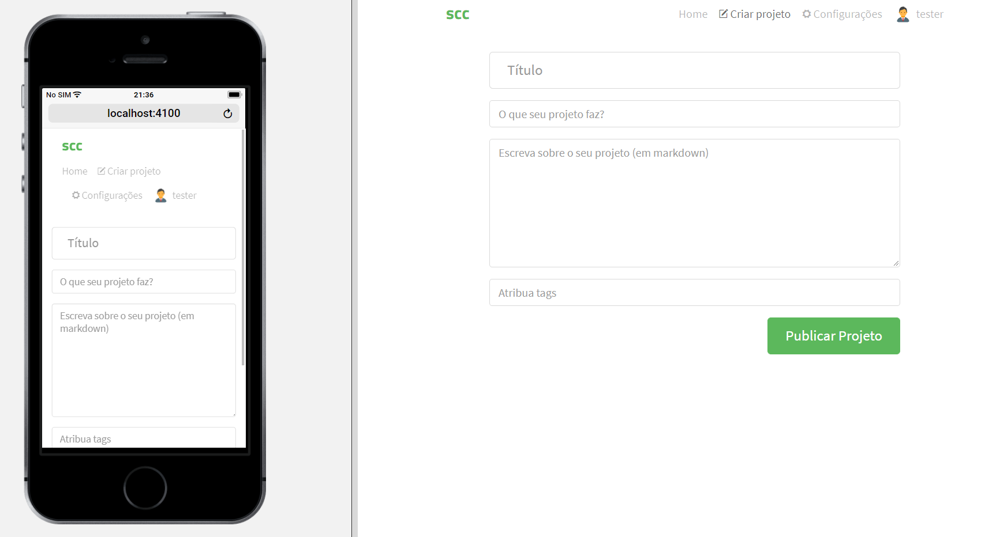 No SIM
21:36
localhost:4100
scc
Home
Criar projeto
Configurações
tester
Título
O que seu projeto faz?
Escreva sobre o seu projeto (em
markdown)
Atribua tags
scc
Home
Criar projeto
Configurações
tester
Título
O que seu projeto faz?
Escreva sobre o seu projeto (em markdown)
Atribua tags
Publicar Projeto